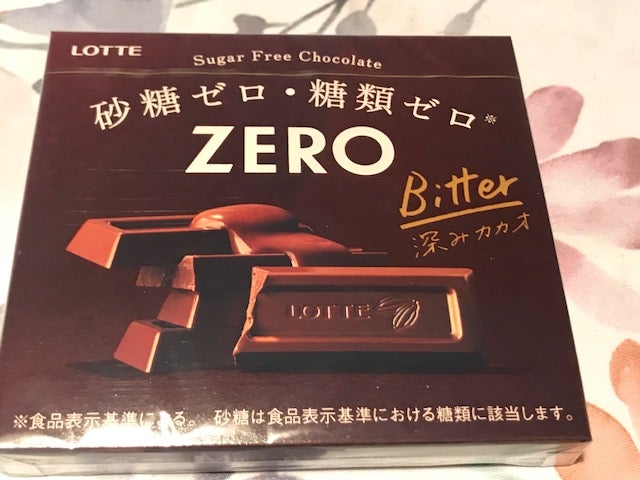 LOTTE
Sugar Free Chocolate
砂糖ゼロ・糖類ゼロ※
ZERO
Bitter
深みカカオ
LOTTE
※食品表示基準による。 砂糖は食品表示基準における糖類に該当します。